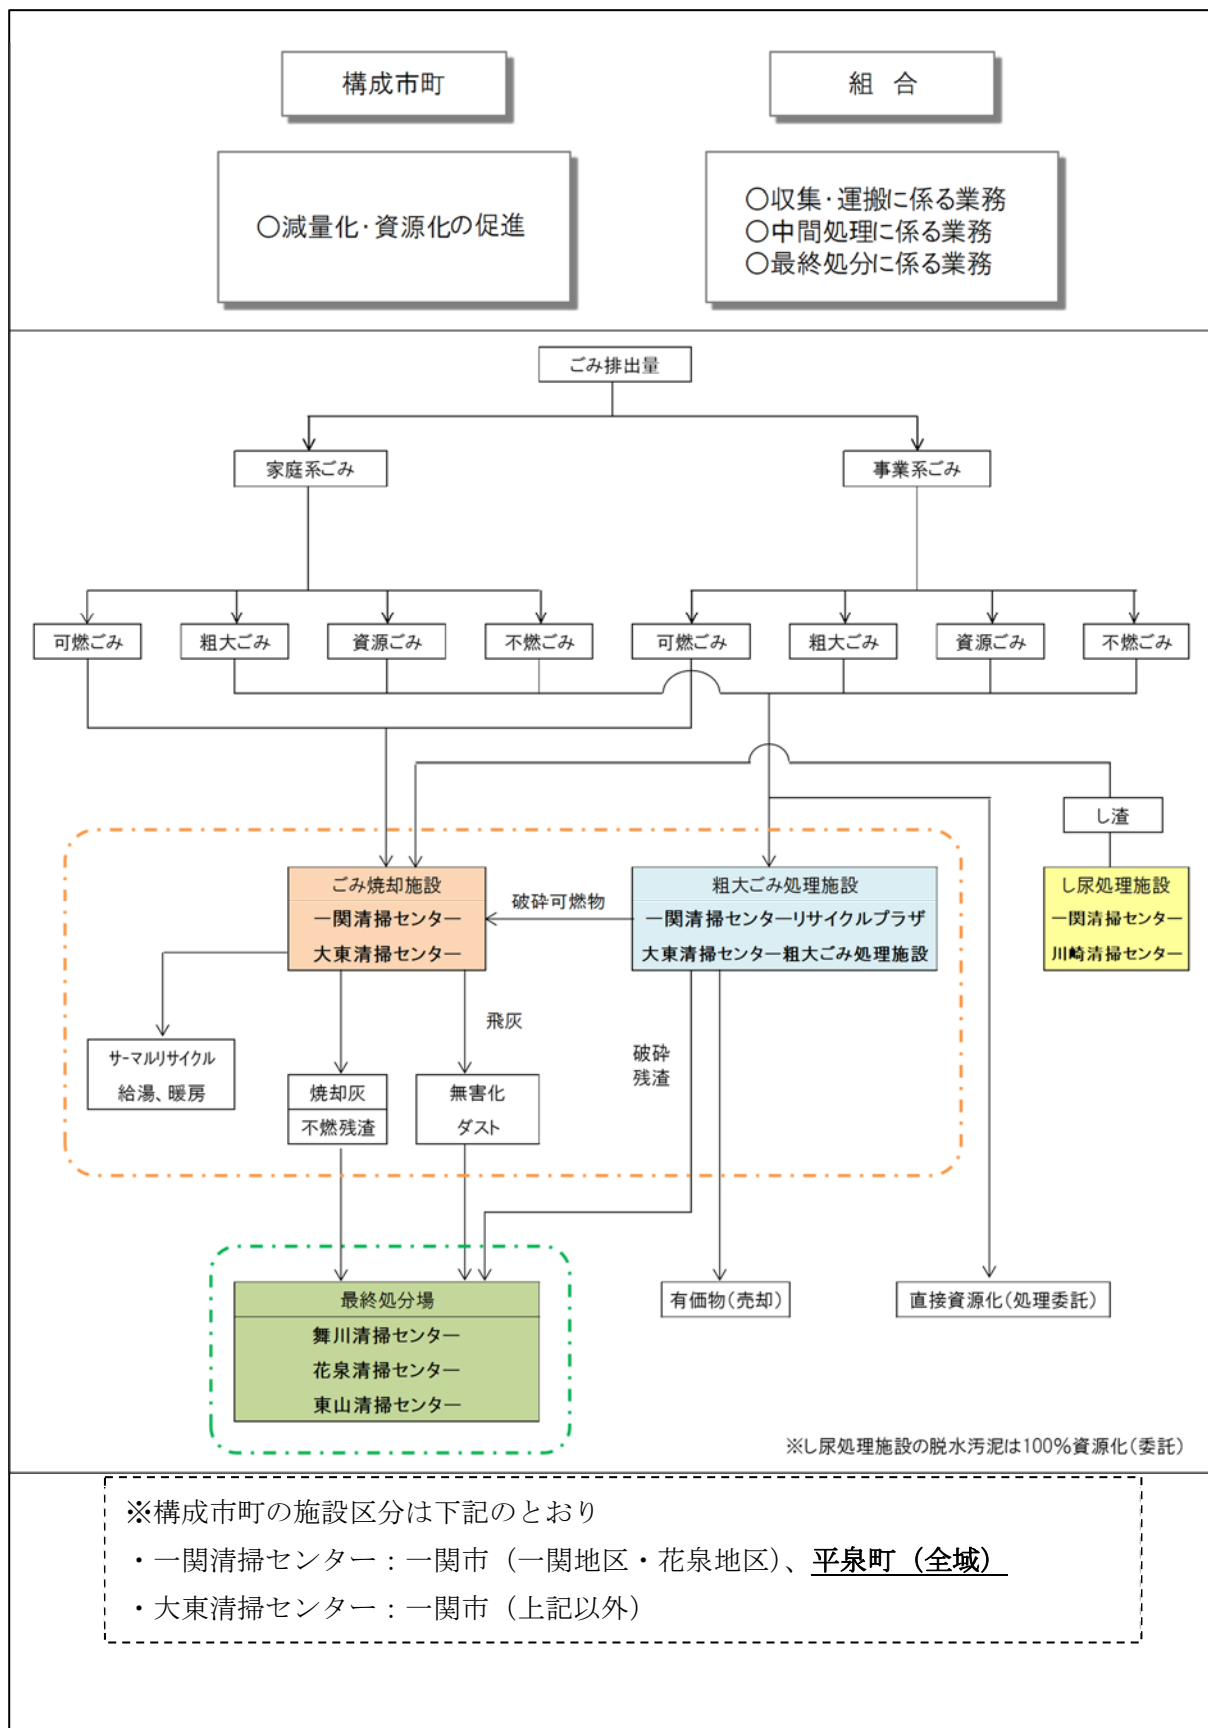 構成市町
組 合
○減量化・資源化の促進
○収集・運搬に係る業務
○中間処理に係る業務
○最終処分に係る業務
ごみ排出量
家庭系ごみ
事業系ごみ
可燃ごみ
粗大ごみ
資源ごみ
不燃ごみ
可燃ごみ
粗大ごみ
資源ごみ
不燃ごみ
し渣
ごみ焼却施設
一関清掃センター
大東清掃センター
破砕可燃物
粗大ごみ処理施設
一関清掃センターリサイクルプラザ
大東清掃センター粗大ごみ処理施設
し尿処理施設
一関清掃センター
川崎清掃センター
サーマルリサイクル
給湯、暖房
焼却灰
不燃残渣
飛灰
無害化
ダスト
破砕
残渣
最終処分場
舞川清掃センター
花泉清掃センター
東山清掃センター
有価物(売却)
直接資源化(処理委託)
※し尿処理施設の脱水汚泥は100%資源化(委託)
※構成市町の施設区分は下記のとおり
・一関清掃センター：一関市（一関地区・花泉地区）、平泉町（全域）
・大東清掃センター：一関市（上記以外）